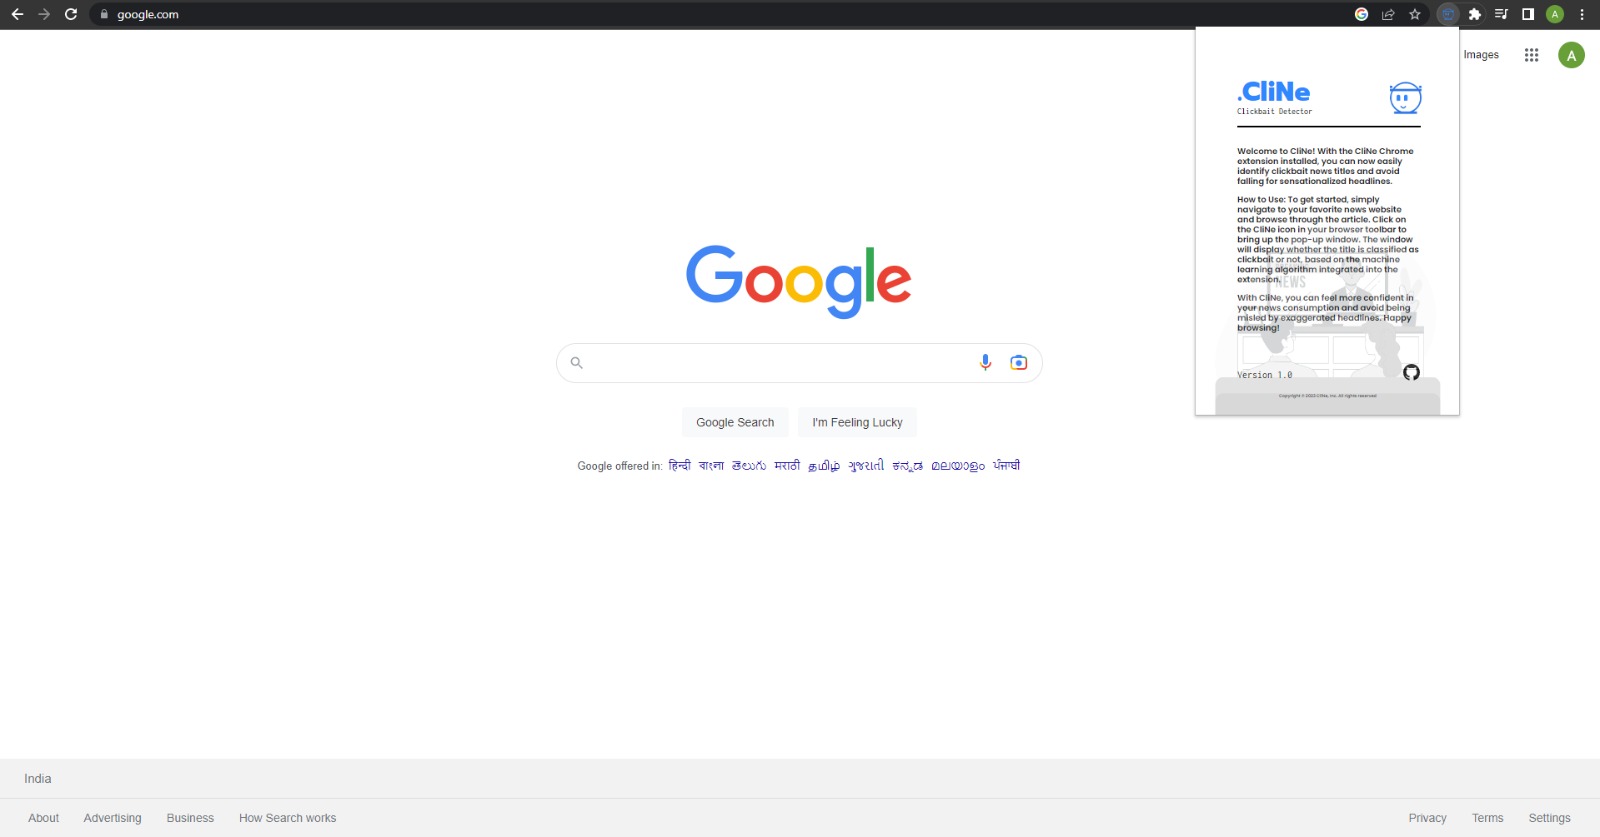 google.com
A
Images
A
.CliNe
Clickbait Detector
Welcome to CliNe! With the CliNe Chrome
extension installed, you can now easily
identify clickbait news titles and avoid
falling for sensationalized headlines.
How to Use: To get started, simply
navigate to your favorite news website
and browse through the article. Click on
the CliNe icon in your browser toolbar to
bring up the pop-up window. The window
will display whether the title is classified as
clickbait or not, based on the machine
learning algorithm integrated into the
extension.
NEWS
With CliNe, you can feel more confident in
your news consumption and avoid being
misled by exaggerated headlines. Happy
browsing!
Version 1.0
Copyright © 2023 CliNe, Inc. All rights reserved
Google
Google Search
I'm Feeling Lucky
Google offered in: हिन्दी বাংলা తెలుగు मराठी தமிழ் ગુજરાતી ಕನ್ನಡ മലയാളം ਪੰਜਾਬੀ
India
About Advertising Business How Search works
Privacy Terms Settings